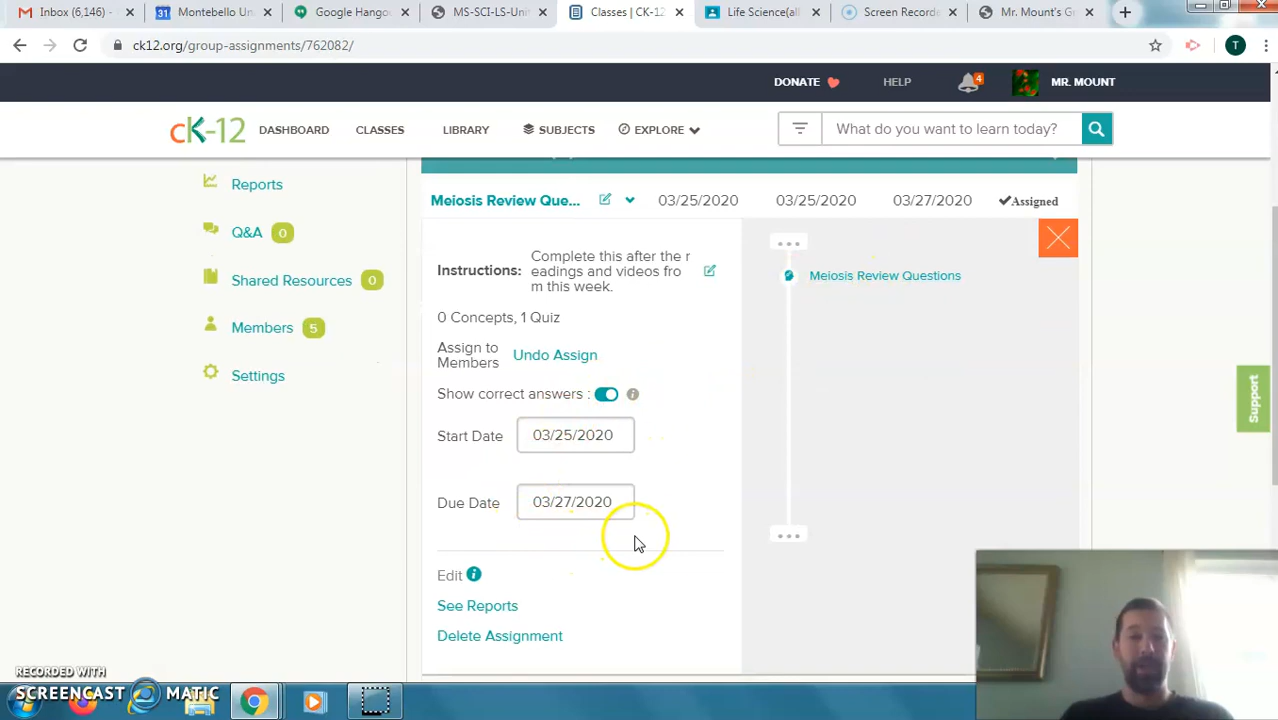 Inbox (6,146) -
31
Montebello Un
Google Hango
MS-SCI-LS-Uni
Classes | CK-12
Life Science(all
Screen Recorde
Mr. Mount's G
ck12.org/group-assignments/762082/
T
DONATE
HELP
4
MR. MOUNT
cK-12
DASHBOARD
CLASSES
LIBRARY
SUBJECTS
EXPLORE
What do you want to learn today?
Reports
Q&A 0
Shared Resources 0
Members 5
Settings
Meiosis Review Que...
03/25/2020
03/25/2020
03/27/2020
Assigned
Instructions:
Complete this after the r
eadings and videos fro
m this week.
0 Concepts, 1 Quiz
Assign to
Members
Undo Assign
Show correct answers :
Start Date
03/25/2020
Due Date
03/27/2020
Edit
See Reports
Delete Assignment
Meiosis Review Questions
Support
RECORDED WITH
SCREENCAST MATIC